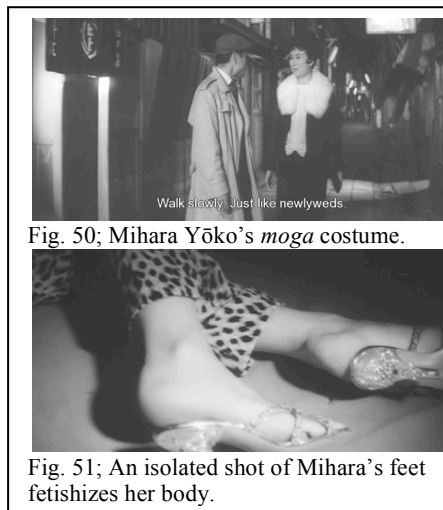 Walk slowly. Just like newlyweds.
Fig. 50; Mihara Yōko's moga costume.
Fig. 51; An isolated shot of Mihara's feet
fetishizes her body.